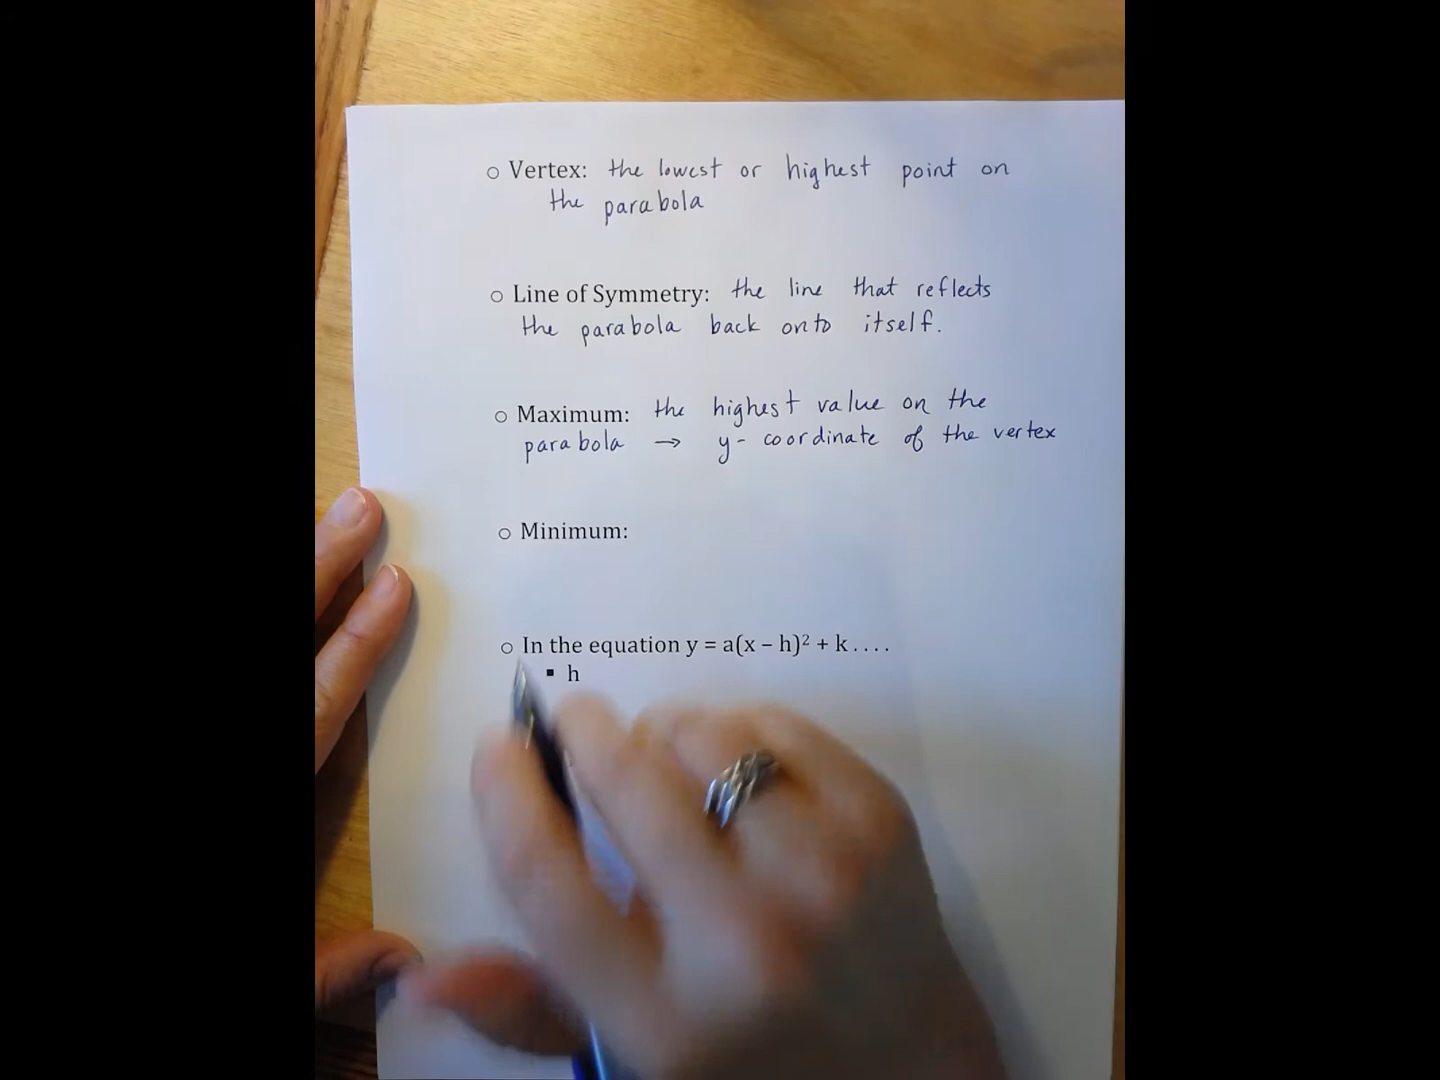 ○ Vertex: the lowest or highest point on
the parabola
○ Line of Symmetry: the line that reflects
the parabola back onto itself.
○ Maximum: the highest value on the
parabola → y-coordinate of the vertex
○ Minimum:
○ In the equation y = a(x – h)² + k . . . .
▪ h